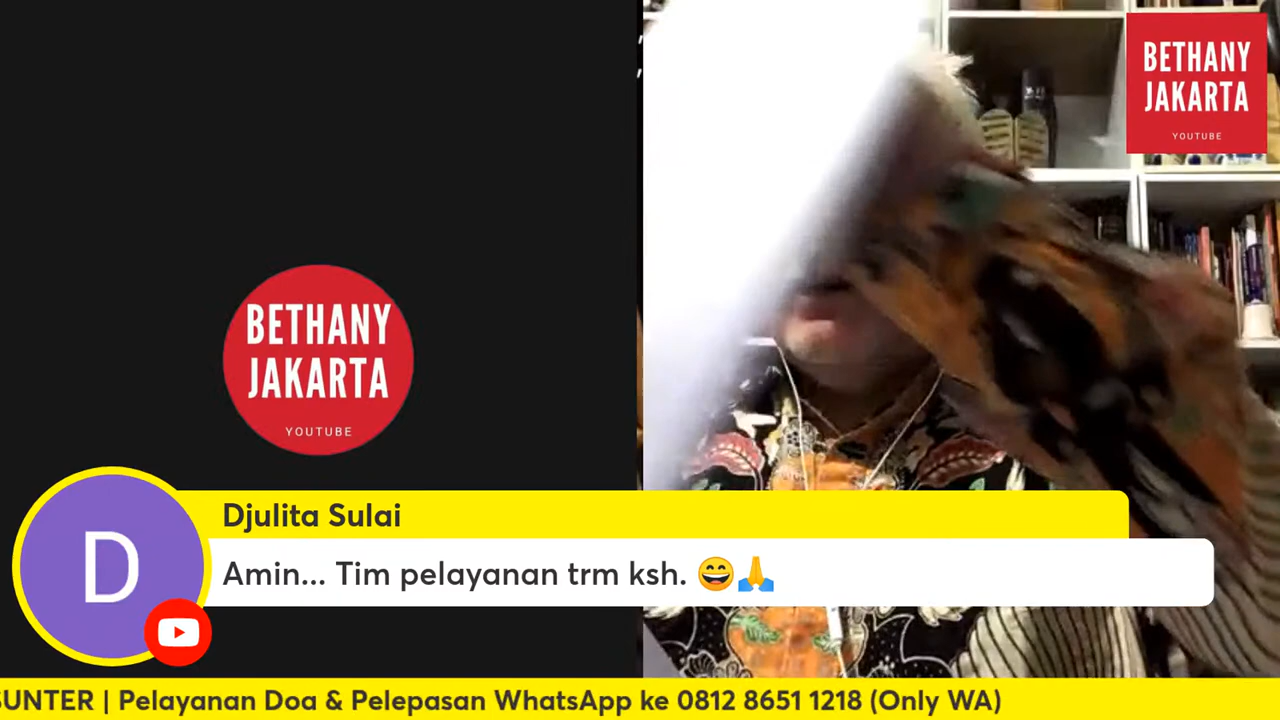 BETHANY
JAKARTA
YOUTUBE
BETHANY
JAKARTA
YOUTUBE
D
Djulita Sulai
Amin... Tim pelayanan trm ksh. 😄🙏
SUNTER | Pelayanan Doa & Pelepasan WhatsApp ke 0812 8651 1218 (Only WA)